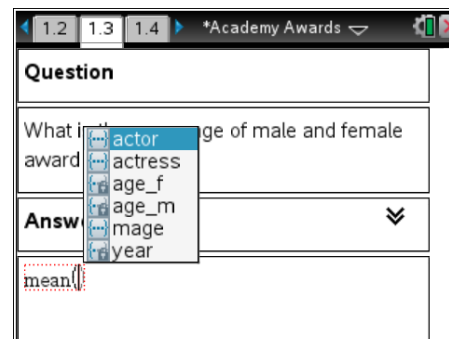 1.2 1.3 1.4 *Academy Awards
Question
What i ge of male and female
award
actor
actress
age_f
age_m
mage
year
Answ
mean()